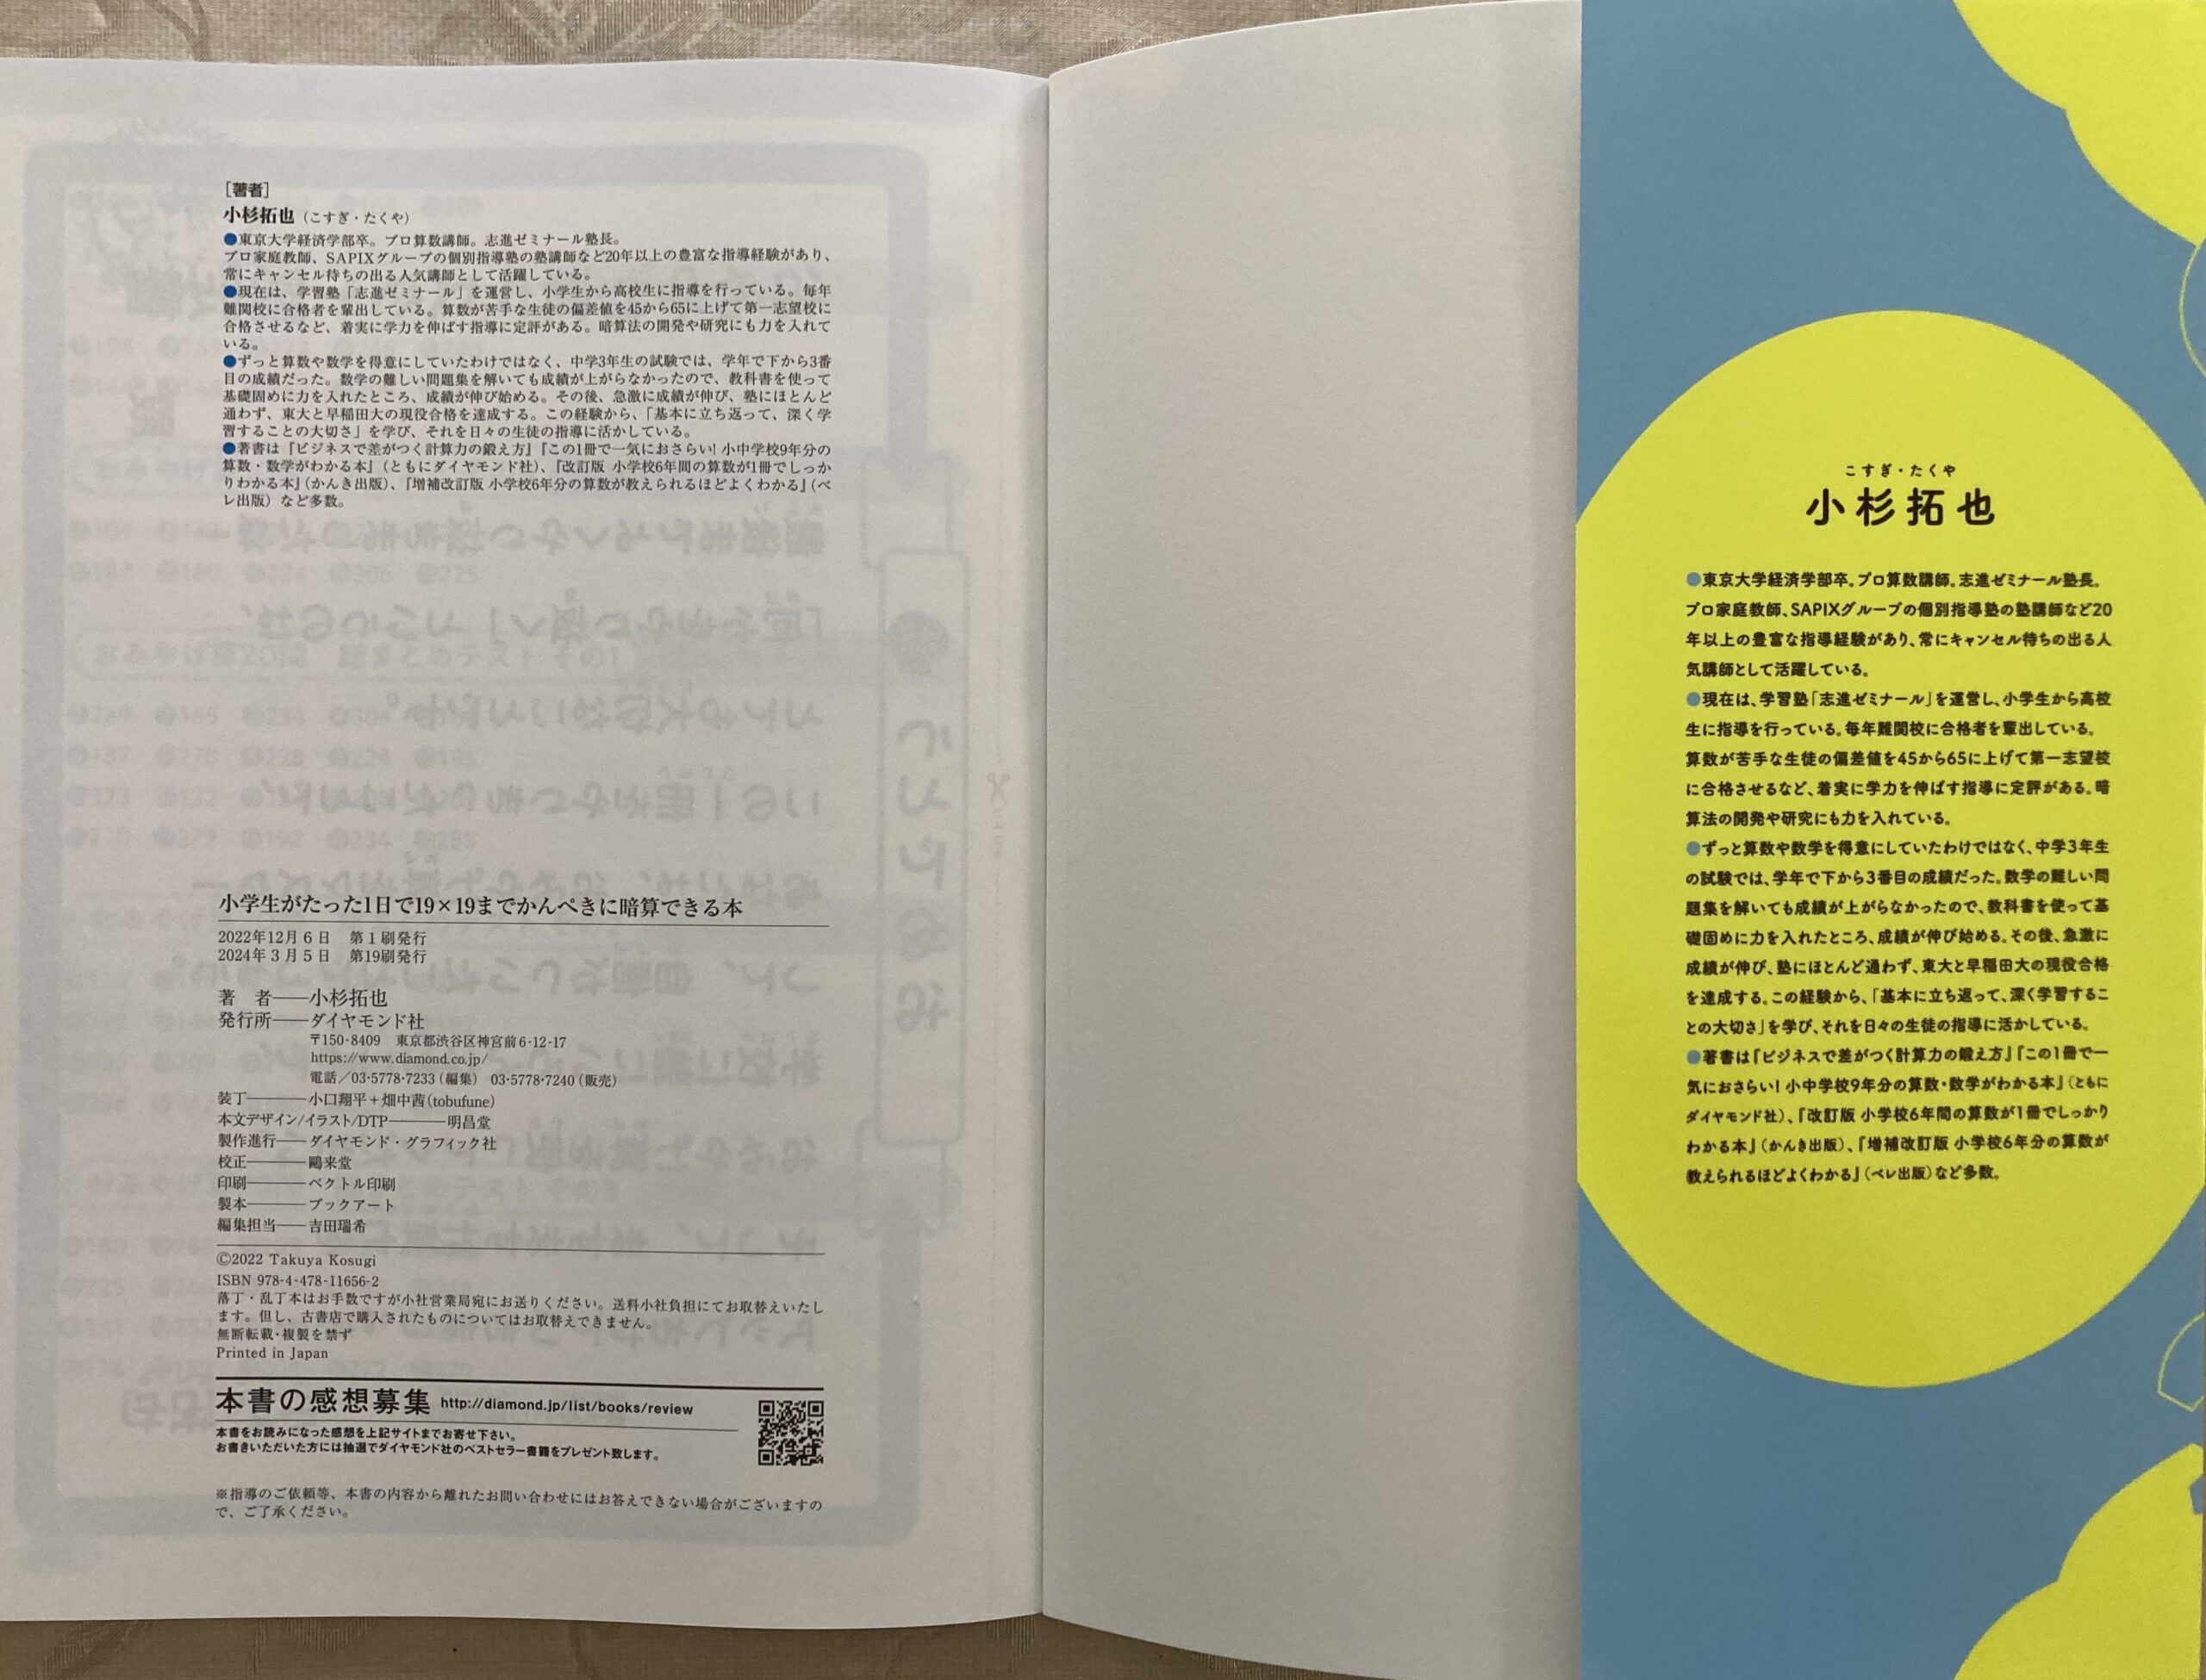 ［著者］
小杉拓也（こすぎ・たくや）
●東京大学経済学部卒。プロ算数講師。志進ゼミナール塾長。
プロ家庭教師、SAPIXグループの個別指導塾の塾講師など20年以上の豊富な指導経験があり、
常にキャンセル待ちの出る人気講師として活躍している。
●現在は、学習塾「志進ゼミナール」を運営し、小学生から高校生に指導を行っている。毎年
難関校に合格者を輩出している。算数が苦手な生徒の偏差値を45から65に上げて第一志望校に
合格させるなど、着実に学力を伸ばす指導に定評がある。暗算法の開発や研究にも力を入れて
いる。
●ずっと算数や数学を得意にしていたわけではなく、中学3年生の試験では、学年で下から3番
目の成績だった。数学の難しい問題集を解いても成績が上がらなかったので、教科書を使って
基礎固めに力を入れたところ、成績が伸び始める。その後、急激に成績が伸び、塾にほとんど
通わず、東大と早稲田大の現役合格を達成する。この経験から、「基本に立ち返って、深く学
習することの大切さ」を学び、それを日々の生徒の指導に活かしている。
●著書は『ビジネスで差がつく計算力の鍛え方』『この1冊で一気におさらい! 小中学校9年分の
算数・数学がわかる本』（ともにダイヤモンド社）、『改訂版 小学校6年間の算数が1冊でしっか
りわかる本』（かんき出版）、『増補改訂版 小学校6年分の算数が教えられるほどよくわかる』（ベ
レ出版）など多数。
小学生がたった1日で19×19までかんぺきに暗算できる本
2022年12月6日　第1刷発行
2024年3月5日　第19刷発行
著　者――小杉拓也
発行所――ダイヤモンド社
〒150-8409　東京都渋谷区神宮前6-12-17
https://www.diamond.co.jp/
電話／03・5778・7233（編集）　03・5778・7240（販売）
装丁――――小口翔平＋畑中茜(tobufune)
本文デザイン/イラスト/DTP――――明昌堂
製作進行――ダイヤモンド・グラフィック社
校正――――鷗来堂
印刷――――ベクトル印刷
製本――――ブックアート
編集担当――吉田瑞希
©2022 Takuya Kosugi
ISBN 978-4-478-11656-2
落丁・乱丁本はお手数ですが小社営業局宛にお送りください。送料小社負担にてお取替えいたし
ます。但し、古書店で購入されたものについてはお取替えできません。
無断転載・複製を禁ず
Printed in Japan
本書の感想募集 http://diamond.jp/list/books/review
本書をお読みになった感想を上記サイトまでお寄せ下さい。
お書きいただいた方には抽選でダイヤモンド社のベストセラー書籍をプレゼント致します。
※指導のご依頼等、本書の内容から離れたお問い合わせにはお答えできない場合がございますの
で、ご了承ください。
こすぎ・たくや
小杉拓也
●東京大学経済学部卒。プロ算数講師。志進ゼミナール塾長。
プロ家庭教師、SAPIXグループの個別指導塾の塾講師など20
年以上の豊富な指導経験があり、常にキャンセル待ちの出る人
気講師として活躍している。
●現在は、学習塾「志進ゼミナール」を運営し、小学生から高校
生に指導を行っている。毎年難関校に合格者を輩出している。
算数が苦手な生徒の偏差値を45から65に上げて第一志望校
に合格させるなど、着実に学力を伸ばす指導に定評がある。暗
算法の開発や研究にも力を入れている。
●ずっと算数や数学を得意にしていたわけではなく、中学3年生
の試験では、学年で下から3番目の成績だった。数学の難しい問
題集を解いても成績が上がらなかったので、教科書を使って基
礎固めに力を入れたところ、成績が伸び始める。その後、急激に
成績が伸び、塾にほとんど通わず、東大と早稲田大の現役合格
を達成する。この経験から、「基本に立ち返って、深く学習するこ
との大切さ」を学び、それを日々の生徒の指導に活かしている。
●著書は『ビジネスで差がつく計算力の鍛え方』『この1冊で一
気におさらい! 小中学校9年分の算数・数学がわかる本』（ともに
ダイヤモンド社）、『改訂版 小学校6年間の算数が1冊でしっかり
わかる本』（かんき出版）、『増補改訂版 小学校6年分の算数が
教えられるほどよくわかる』（ベレ出版）など多数。